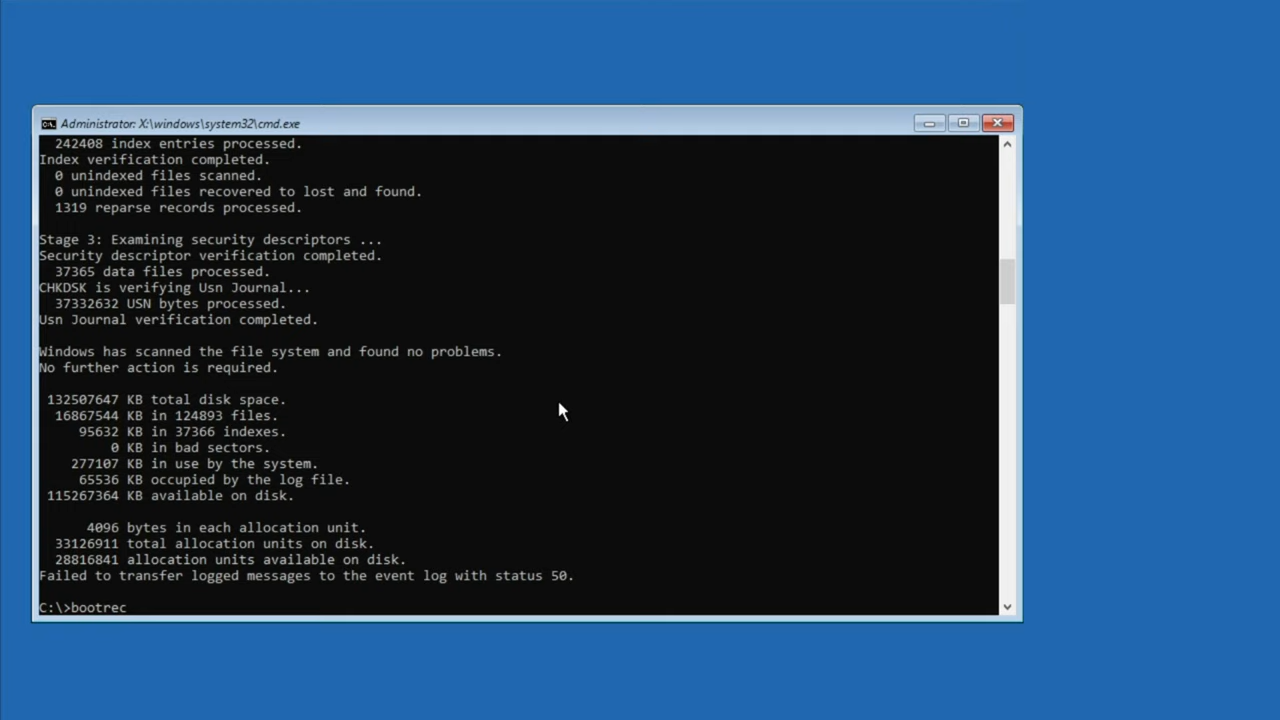 Administrator: X:\windows\system32\cmd.exe
242408 index entries processed.
Index verification completed.
0 unindexed files scanned.
0 unindexed files recovered to lost and found.
1319 reparse records processed.
Stage 3: Examining security descriptors ...
Security descriptor verification completed.
37365 data files processed.
CHKDSK is verifying Usn Journal...
37332632 USN bytes processed.
Usn Journal verification completed.
Windows has scanned the file system and found no problems.
No further action is required.
132507647 KB total disk space.
16867544 KB in 124893 files.
95632 KB in 37366 indexes.
0 KB in bad sectors.
277107 KB in use by the system.
65536 KB occupied by the log file.
115267364 KB available on disk.
4096 bytes in each allocation unit.
33126911 total allocation units on disk.
28816841 allocation units available on disk.
Failed to transfer logged messages to the event log with status 50.
C:\>bootrec